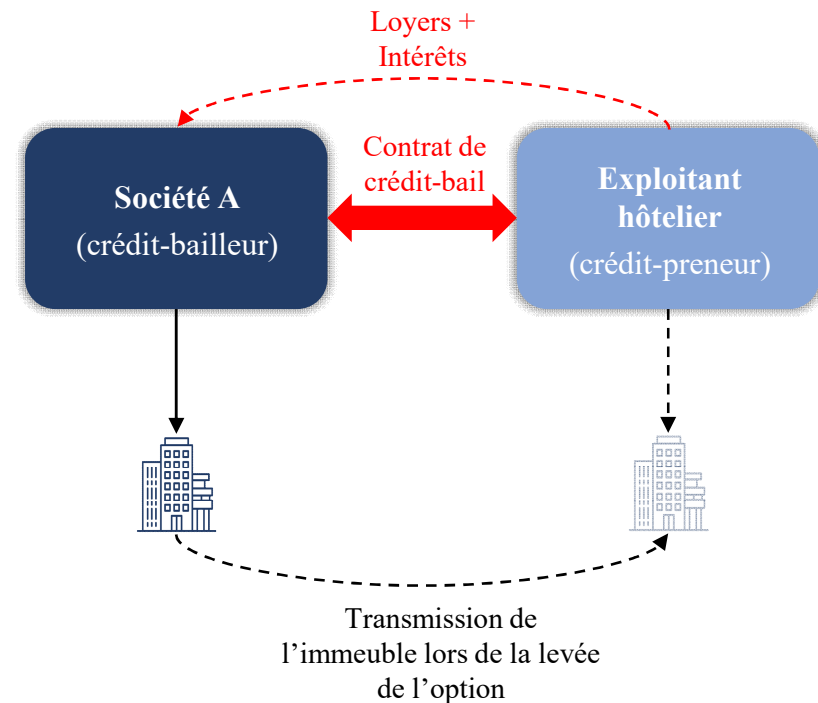 Loyers +
Intérêts
Contrat de
crédit-bail
Société A
(crédit-bailleur)
Exploitant
hôtelier
(crédit-preneur)
Transmission de
l'immeuble lors de la levée
de l'option